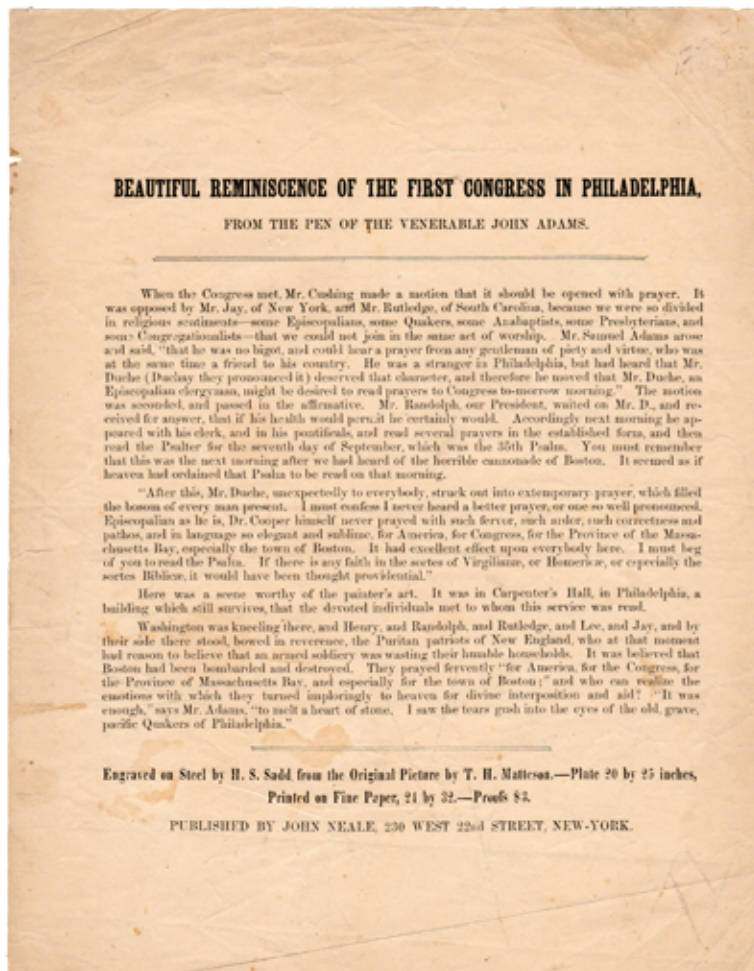 BEAUTIFUL REMINISCENCE OF THE FIRST CONGRESS IN PHILADELPHIA,
FROM THE PEN OF THE VENERABLE JOHN ADAMS.
When the Congress met, Mr. Cushing made a motion that it should be opened with prayer. It
was opposed by Mr. Jay, of New York, and Mr. Rutledge, of South Carolina, because we were so divided
in religious sentiments—some Episcopalians, some Quakers, some Anabaptists, some Presbyterians, and
some Congregationalists—that we could not join in the same act of worship. Mr. Samuel Adams arose
and said, "that he was no bigot, and could hear a prayer from any gentleman of piety and virtue, who was
at the same time a friend to his country. He was a stranger in Philadelphia, but had heard that Mr.
Duche (Duchay they pronounced it) deserved that character, and therefore he moved that Mr. Duche, an
Episcopalian clergyman, might be desired to read prayers to Congress to-morrow morning." The motion
was seconded, and passed in the affirmative. Mr. Randolph, our President, waited on Mr. D., and re-
ceived for answer, that if his health would permit he certainly would. Accordingly next morning he ap-
peared with his clerk, and in his pontificals, and read several prayers in the established form, and then
read the Psalter for the seventh day of September, which was the 35th Psalm. You must remember
that this was the next morning after we had heard of the horrible cannonade of Boston. It seemed as if
heaven had ordained that Psalm to be read on that morning.
"After this, Mr. Duche, unexpectedly to everybody, struck out into extemporary prayer, which filled
the bosom of every man present. I must confess I never heard a better prayer, or one so well pronounced.
Episcopalian as he is, Dr. Cooper himself never prayed with such fervor, such ardor, such correctness and
pathos, and in language so elegant and sublime, for America, for Congress, for the Province of the Massa-
chusetts Bay, especially the town of Boston. It had excellent effect upon everybody here. I must beg
of you to read the Psalm. If there is any faith in the sortes of Virgilianæ, or Homericæ, or especially the
sortes Biblicæ, it would have been thought providential."
Here was a scene worthy of the painter's art. It was in Carpenter's Hall, in Philadelphia, a
building which still survives, that the devoted individuals met to whom this service was read.
Washington was kneeling there, and Henry, and Randolph, and Rutledge, and Lee, and Jay, and by
their side there stood, bowed in reverence, the Puritan patriots of New England, who at that moment
had reason to believe that an armed soldiery was wasting their humble households. It was believed that
Boston had been bombarded and destroyed. They prayed fervently "for America, for the Congress, for
the Province of Massachusetts Bay, and especially for the town of Boston;" and who can realize the
emotions with which they turned imploringly to heaven for divine interposition and aid? "It was
enough," says Mr. Adams, "to melt a heart of stone. I saw the tears gush into the eyes of the old, grave,
pacific Quakers of Philadelphia."
Engraved on Steel by H. S. Sadd from the Original Picture by T. H. Matteson.—Plate 20 by 25 inches,
Printed on Fine Paper, 24 by 32.—Proofs $3.
PUBLISHED BY JOHN NEALE, 230 WEST 22nd STREET, NEW-YORK.